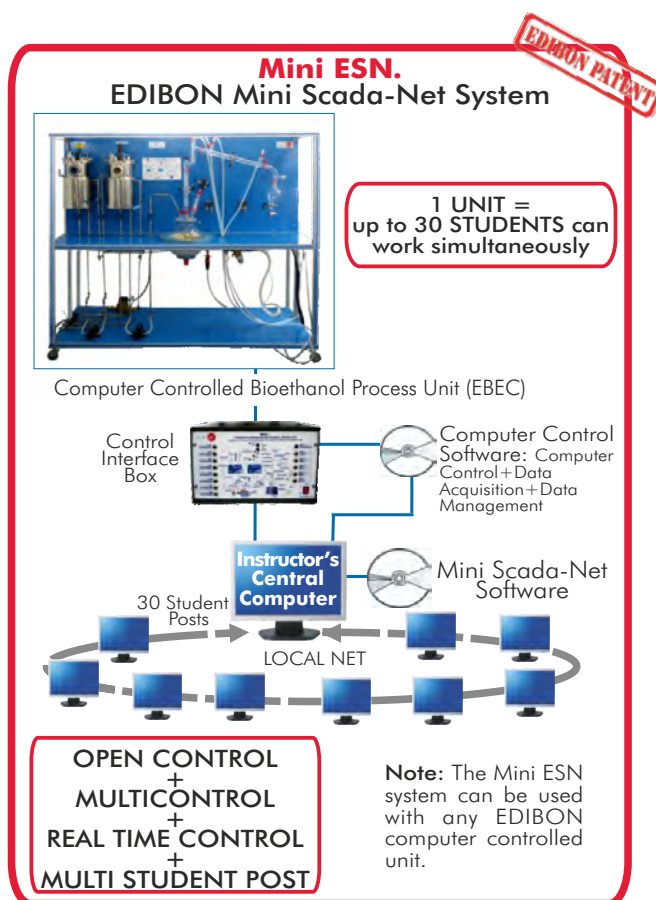 EDIBON PATENT
Mini ESN.
EDIBON Mini Scada-Net System
1 UNIT =
up to 30 STUDENTS can
work simultaneously
Computer Controlled Bioethanol Process Unit (EBEC)
Control
Interface
Box
Computer Control
Software: Computer
Control+Data
Acquisition+Data
Management
Instructor's
Central
Computer
Mini Scada-Net
Software
30 Student
Posts
LOCAL NET
OPEN CONTROL
+
MULTICONTROL
+
REAL TIME CONTROL
+
MULTI STUDENT POST
Note: The Mini ESN
system can be used
with any EDIBON
computer controlled
unit.